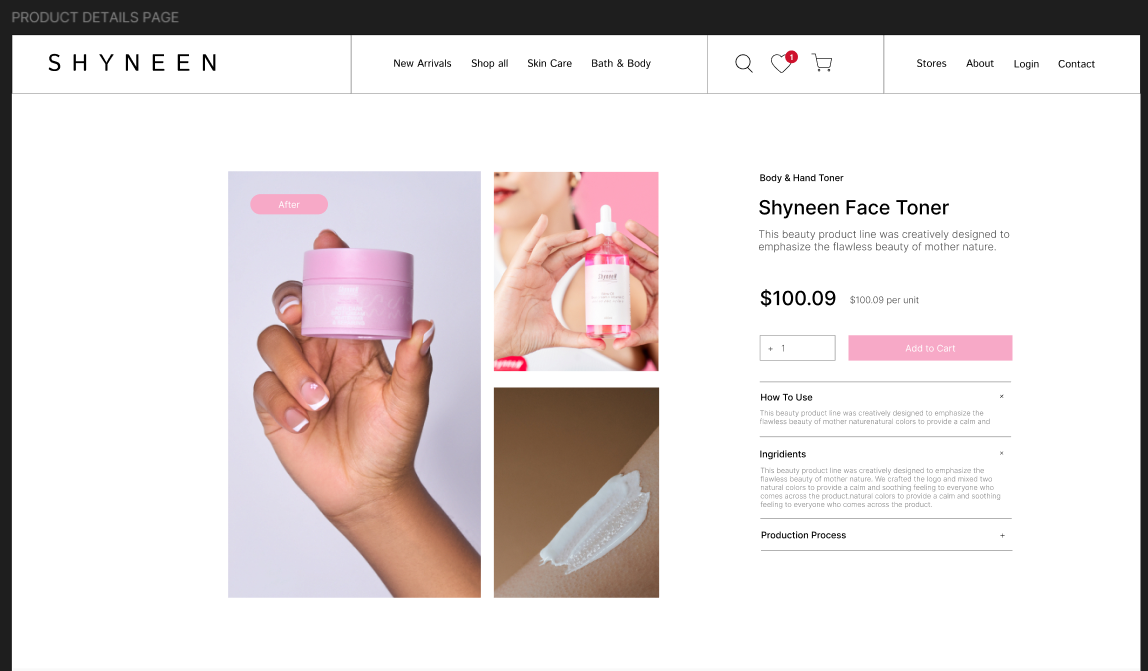 PRODUCT DETAILS PAGE
SHYNEEN
New Arrivals
Shop all
Skin Care
Bath & Body
1
Stores
About
Login
Contact
After
Body & Hand Toner
Shyneen Face Toner
This beauty product line was creatively designed to
emphasize the flawless beauty of mother nature.
$100.09
$100.09 per unit
+ 1
Add to Cart
How To Use
×
This beauty product line was creatively designed to emphasize the
flawless beauty of mother naturenatural colors to provide a calm and
Ingridients
×
This beauty product line was creatively designed to emphasize the
flawless beauty of mother nature. We crafted the logo and mixed two
natural colors to provide a calm and soothing feeling to everyone who
comes across the product.natural colors to provide a calm and soothing
feeling to everyone who comes across the product.
Production Process
+